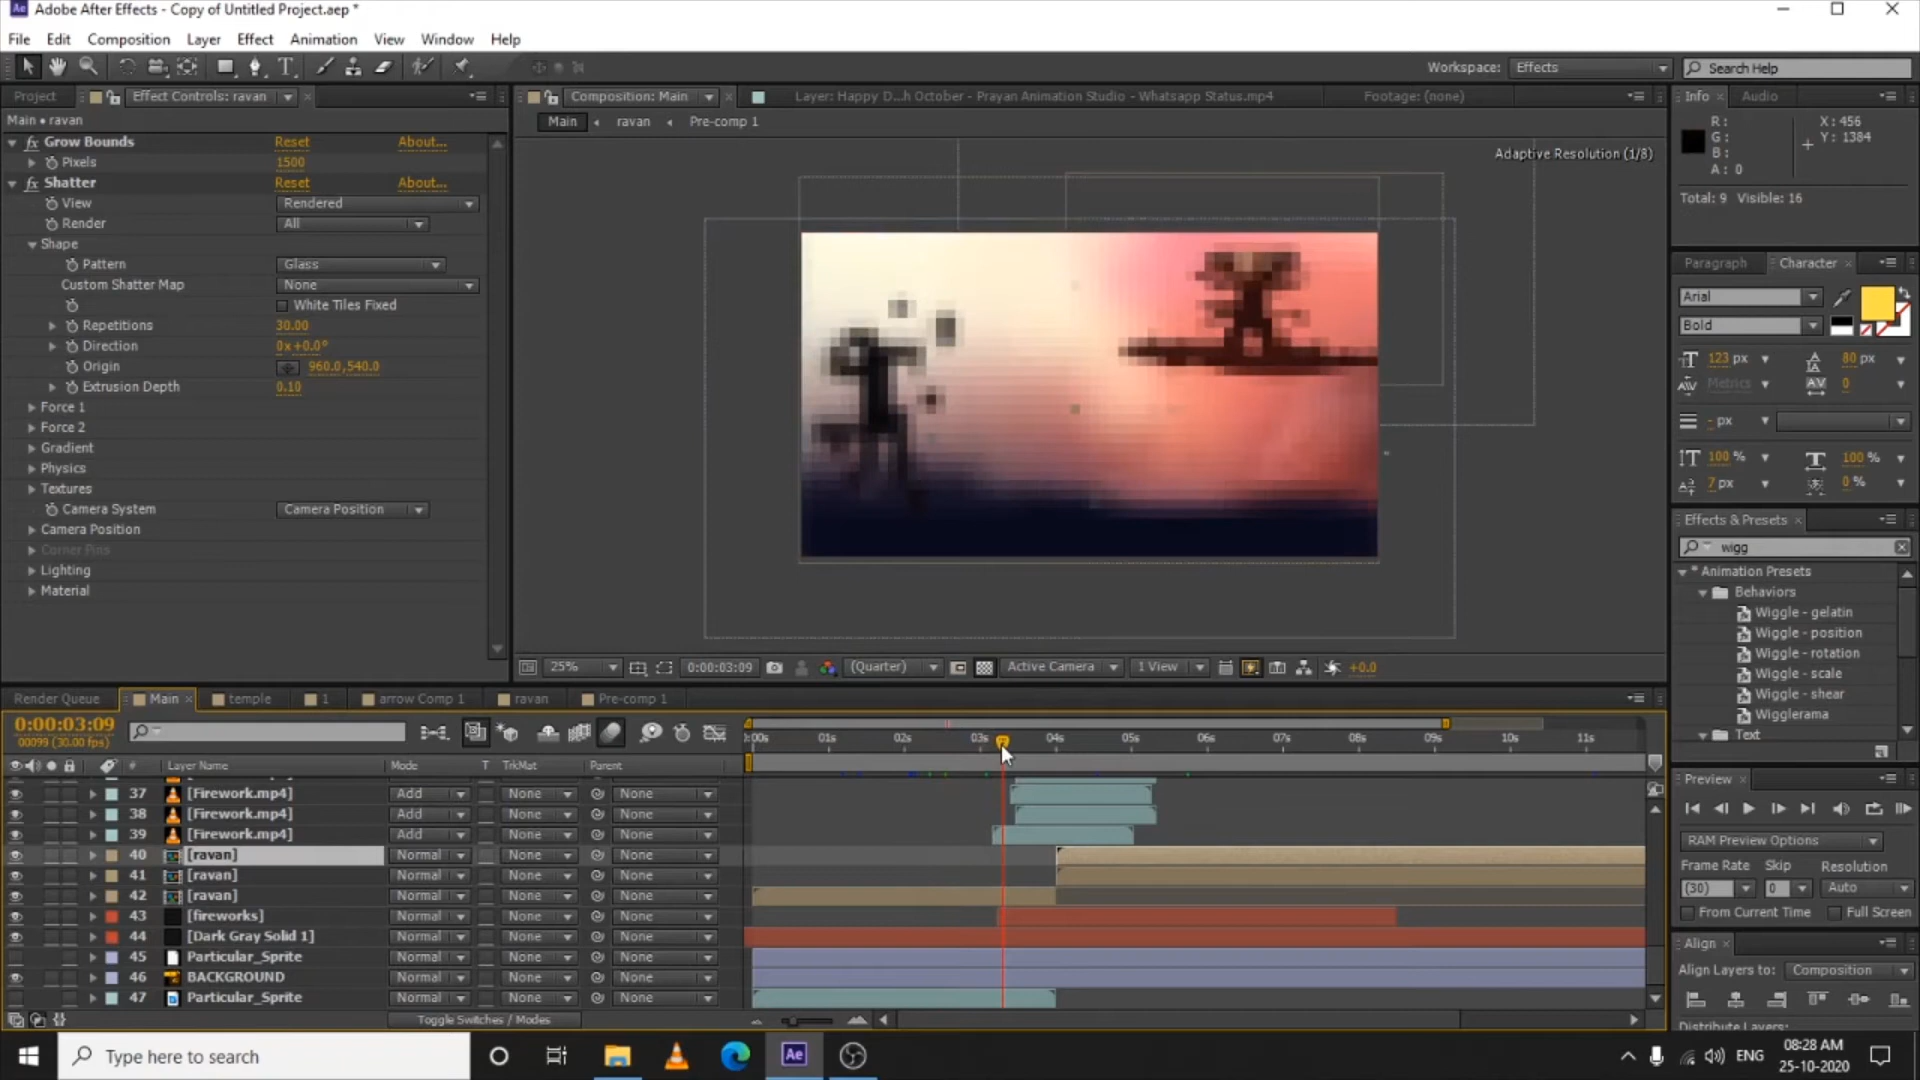 Ae Adobe After Effects - Copy of Untitled Project.aep *
File Edit Composition Layer Effect Animation View Window Help
Workspace: Effects Search Help
Project Effect Controls: ravan
Composition: Main Layer: Happy D...h October - Prayan Animation Studio - Whatsapp Status.mp4 Footage: (none)
Info Audio
Main • ravan
Main ravan Pre-comp 1
R:
G:
B:
A: 0
X: 456
Y: 1384
Total: 9 Visible: 16
Adaptive Resolution (1/8)
fx Grow Bounds Reset About...
Pixels 1500
fx Shatter Reset About...
View Rendered
Render All
Shape
Pattern Glass
Custom Shatter Map None
White Tiles Fixed
Repetitions 30.00
Direction 0x+0.0°
Origin 960.0,540.0
Extrusion Depth 0.10
Force 1
Force 2
Gradient
Physics
Textures
Camera System Camera Position
Camera Position
Corner Pins
Lighting
Material
25% 0:00:03:09 (Quarter) Active Camera 1 View +0.0
Paragraph Character
Arial
Bold
123 px 80 px
Metrics 0
- px
100 % 100 %
7 px 0 %
Effects & Presets
wigg
* Animation Presets
Behaviors
Wiggle - gelatin
Wiggle - position
Wiggle - rotation
Wiggle - scale
Wiggle - shear
Wigglerama
Text
Render Queue Main temple 1 arrow Comp 1 ravan Pre-comp 1
0:00:03:09
00099 (30.00 fps)
:00s 01s 02s 03s 04s 05s 06s 07s 08s 09s 10s 11s
# Layer Name Mode T TrkMat Parent
37 [Firework.mp4] Add None None
38 [Firework.mp4] Add None None
39 [Firework.mp4] Add None None
40 [ravan] Normal None None
41 [ravan] Normal None None
42 [ravan] Normal None None
43 [fireworks] Normal None None
44 [Dark Gray Solid 1] Normal None None
45 Particular_Sprite Normal None None
46 BACKGROUND Normal None None
47 Particular_Sprite Normal None None
Toggle Switches / Modes
Preview
RAM Preview Options
Frame Rate Skip Resolution
(30) 0 Auto
From Current Time Full Screen
Align
Align Layers to: Composition
Distribute Layers:
Type here to search
Ae
ENG
08:28 AM
25-10-2020